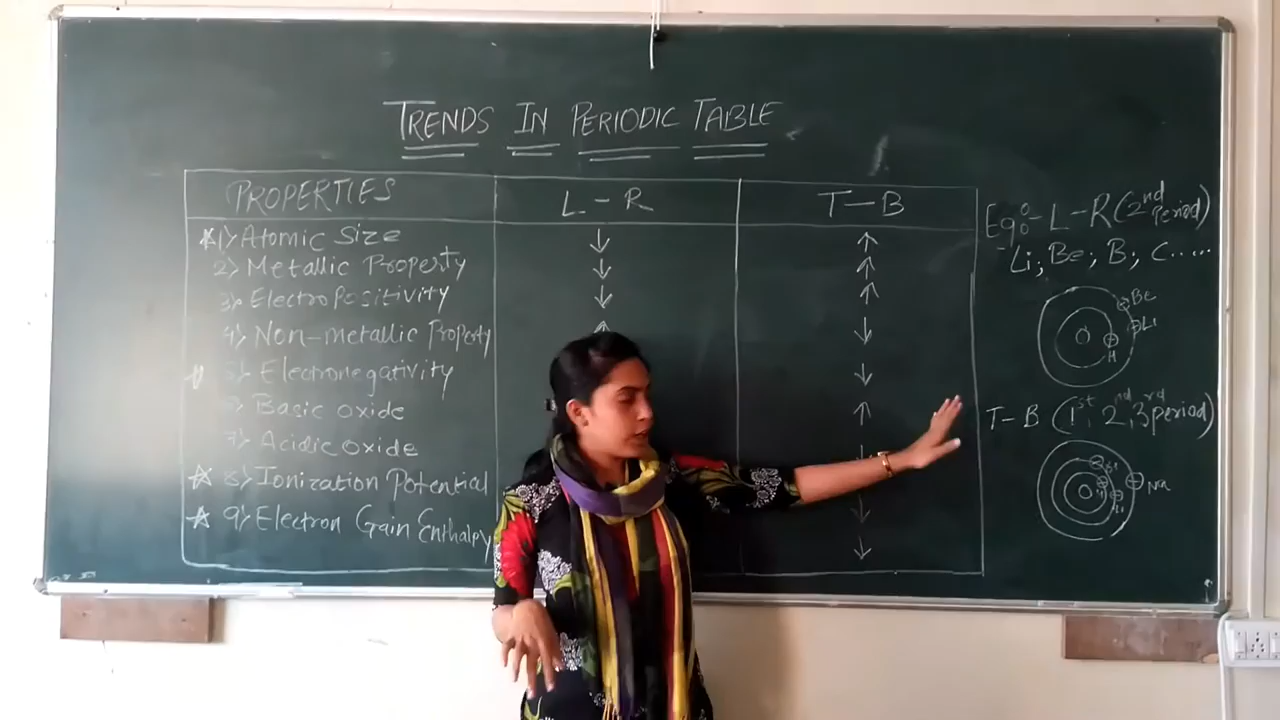 TRENDS IN PERIODIC TABLE
PROPERTIES L-R T-B
1) Atomic Size ↓ ↑
2) Metallic Property ↓ ↑
3) ElectroPositivity ↓ ↑
4) Non-metallic Property ↑ ↓
5) Electronegativity ↓
Basic oxide ↑
7) Acidic oxide
8) Ionization Potential ↓
9) Electron Gain Enthalpy ↓
Eg:- L-R (2nd Period)
Li, Be, B, C.....
Be
Li
H
T-B (1st, 2nd, 3rd period)
Na
Li